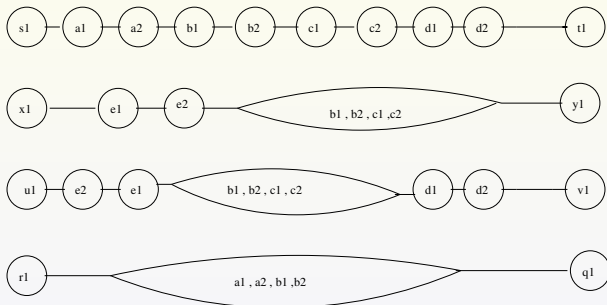 s1 a1 a2 b1 b2 c1 c2 d1 d2 t1
x1 e1 e2 b1 , b2 , c1 ,c2 y1
u1 e2 e1 b1 , b2 , c1 , c2 d1 d2 v1
r1 a1 , a2 , b1 ,b2 q1